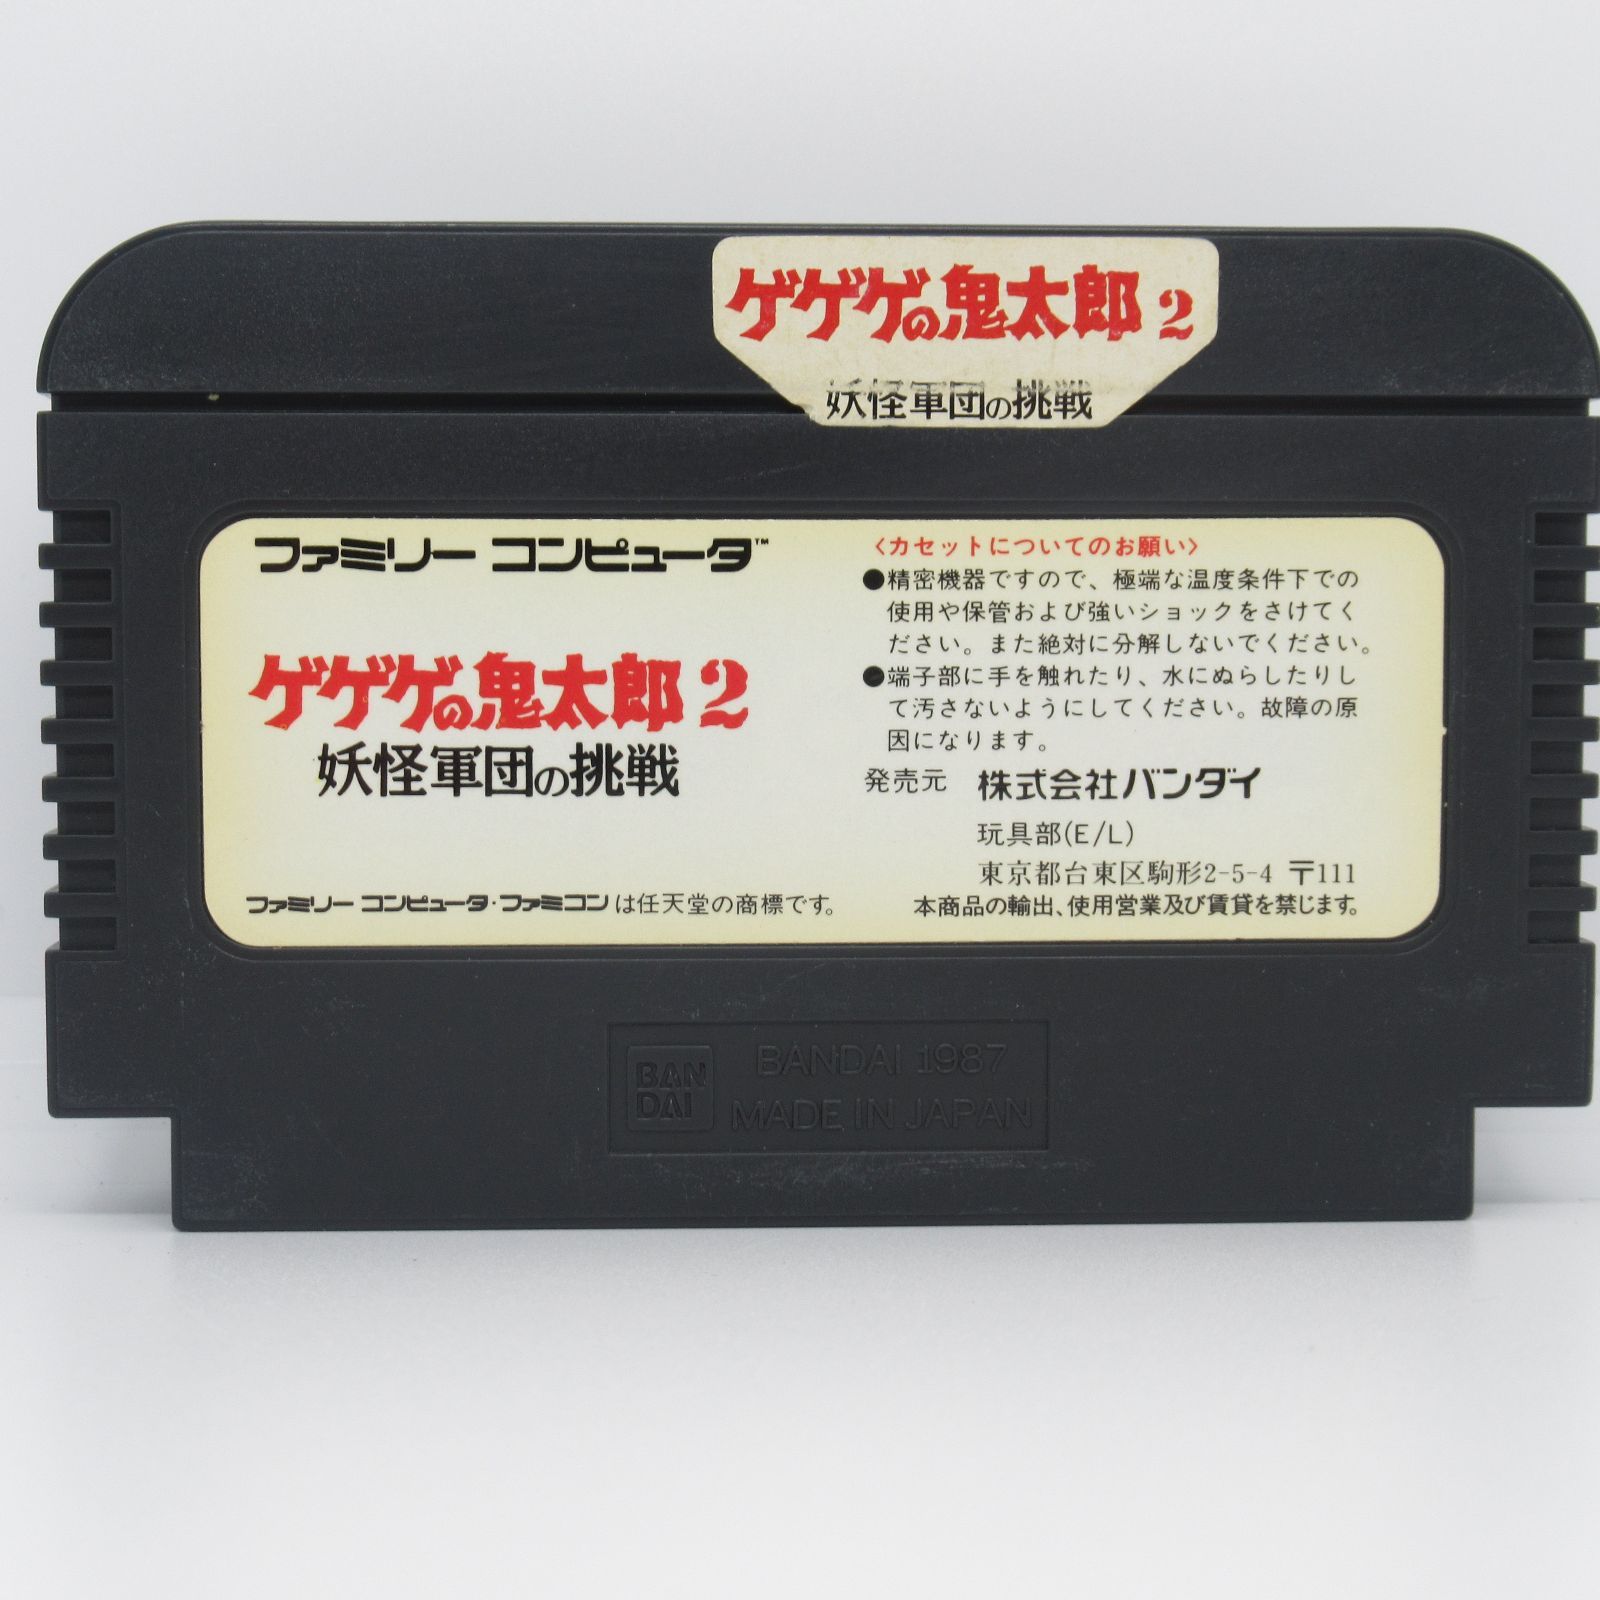 ゲゲゲの鬼太郎2
妖怪軍団の挑戦
ファミリー コンピュータ™
ゲゲゲの鬼太郎2
妖怪軍団の挑戦
ファミリー コンピュータ・ファミコンは任天堂の商標です。
〈カセットについてのお願い〉
●精密機器ですので、極端な温度条件下での
使用や保管および強いショックをさけてく
ださい。また絶対に分解しないでください。
●端子部に手を触れたり、水にぬらしたりし
て汚さないようにしてください。故障の原
因になります。
発売元 株式会社バンダイ
玩具部(E/L)
東京都台東区駒形2-5-4 〒111
本商品の輸出、使用営業及び賃貸を禁じます。
BAN
DAI
BANDAI 1987
MADE IN JAPAN